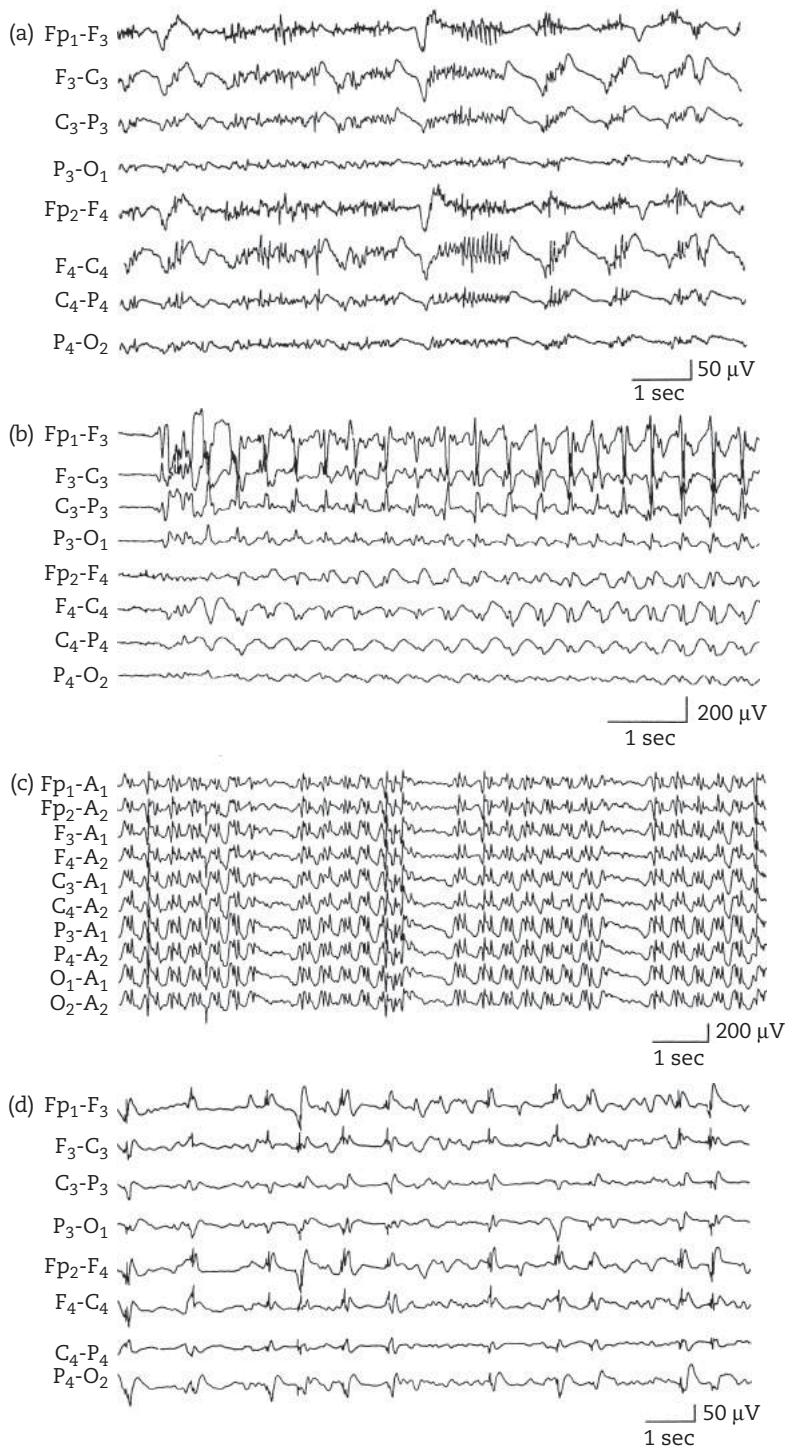 (a) Fp₁-F₃
F₃-C₃
C₃-P₃
P₃-O₁
Fp₂-F₄
F₄-C₄
C₄-P₄
P₄-O₂
50 µV
1 sec
(b) Fp₁-F₃
F₃-C₃
C₃-P₃
P₃-O₁
Fp₂-F₄
F₄-C₄
C₄-P₄
P₄-O₂
200 µV
1 sec
(c) Fp₁-A₁
Fp₂-A₂
F₃-A₁
F₄-A₂
C₃-A₁
C₄-A₂
P₃-A₁
P₄-A₂
O₁-A₁
O₂-A₂
200 µV
1 sec
(d) Fp₁-F₃
F₃-C₃
C₃-P₃
P₃-O₁
Fp₂-F₄
F₄-C₄
C₄-P₄
P₄-O₂
50 µV
1 sec